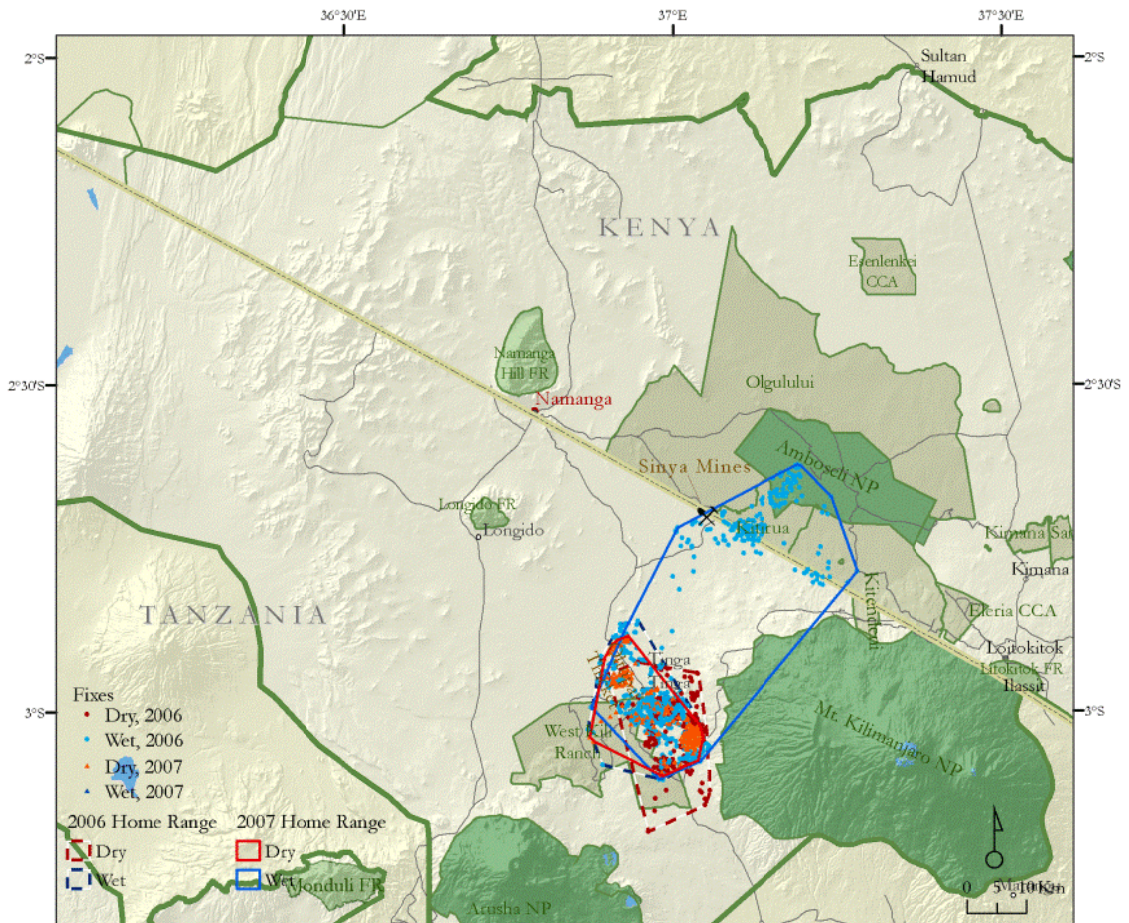 36°30'E
37°E
37°30'E
2°S
2°S
Sultan
Hamud
KENYA
Esenlenkei
CCA
Namanga
Hill FR
2°30'S
2°30'S
Olgulului
Namanga
Amboseli NP
Sinya Mines
Longido FR
Longido
Kimana
Kimana
TANZANIA
Kitendeni
Eleria CCA
Loitokitok
Litokitok FR
Ilassit
Tinga
Fixes
Dry, 2006
Wet, 2006
Dry, 2007
Wet, 2007
3°S
3°S
West Kili
Ranch
Mt. Kilimanjaro NP
2006 Home Range
2007 Home Range
Dry
Dry
Wet
Wet
Monduli FR
Arusha NP
0 5 10 Km